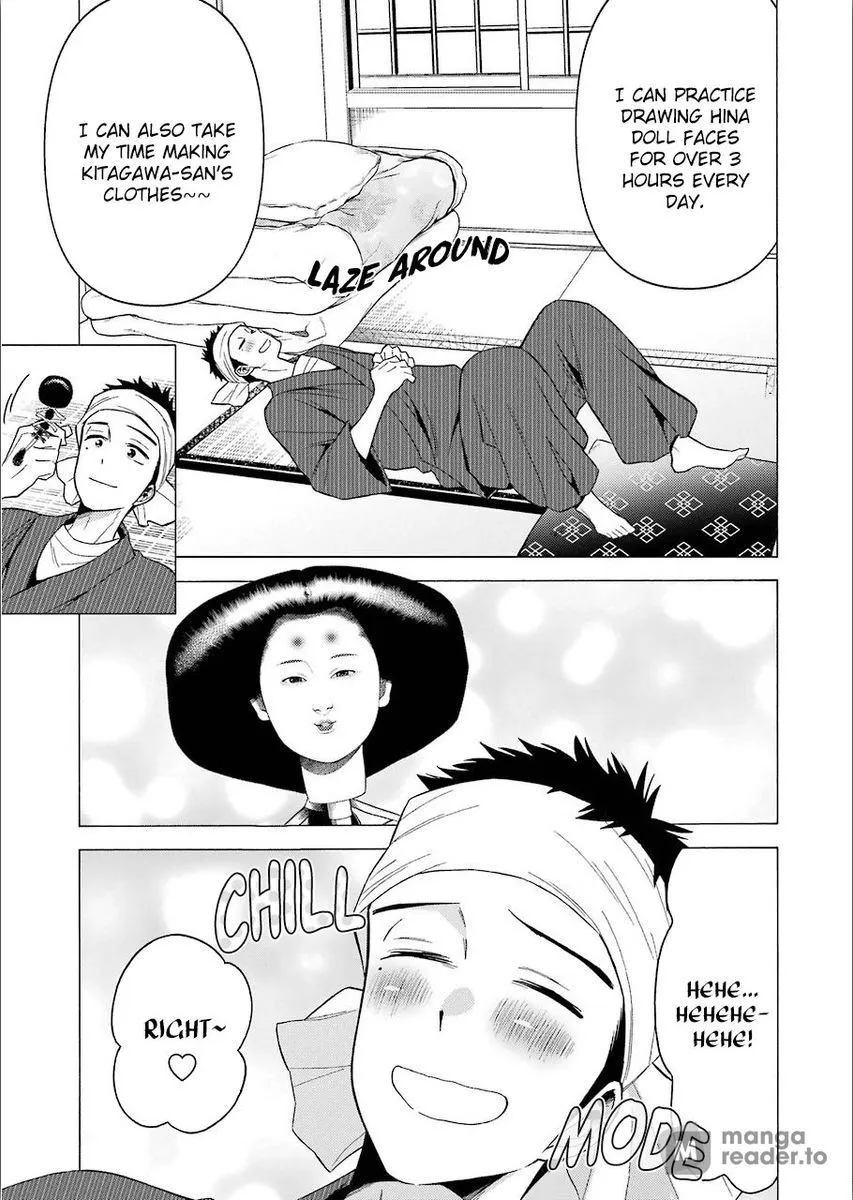 I CAN PRACTICE
DRAWING HINA
DOLL FACES
FOR OVER 3
HOURS EVERY
DAY.
I CAN ALSO TAKE
MY TIME MAKING
KITAGAWA-SAN'S
CLOTHES~~
LAZE AROUND
CHILL
HEHE...
HEHEHE-
HEHE!
RIGHT~
♡
MODE
M manga
reader.to